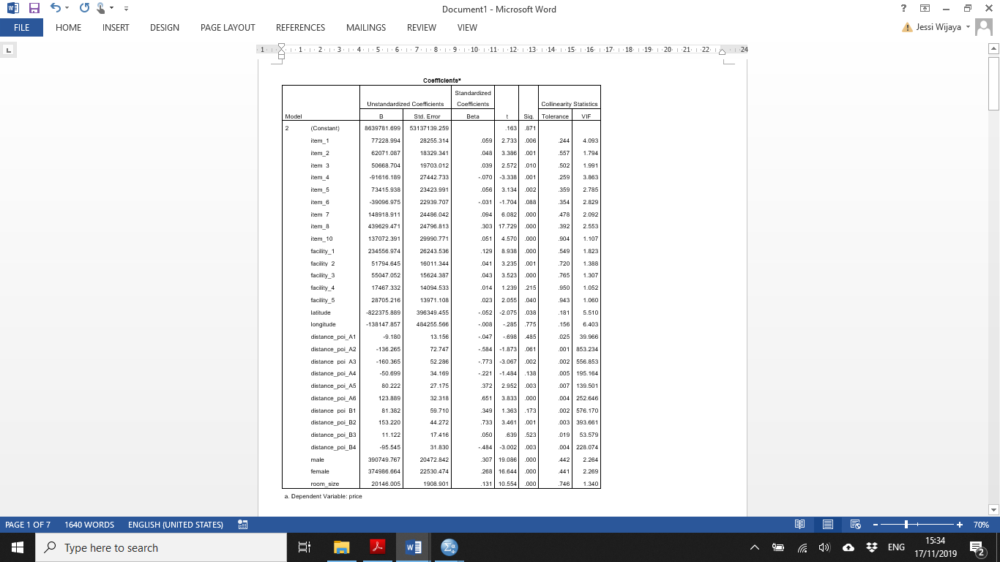 Document1 - Microsoft Word
FILE HOME INSERT DESIGN PAGE LAYOUT REFERENCES MAILINGS REVIEW VIEW Jessi Wijaya
L 1 1 2 3 4 5 6 7 8 9 10 11 12 13 14 15 16 17 18 19 20 21 22 24
Coefficientsᵃ
Standardized
Unstandardized Coefficients Coefficients Collinearity Statistics
Model B Std. Error Beta t Sig. Tolerance VIF
2 (Constant) 8639781.699 53137139.259 .163 .871
item_1 77228.994 28255.314 .059 2.733 .006 .244 4.093
item_2 62071.087 18329.341 .048 3.386 .001 .557 1.794
item_3 50668.704 19703.012 .039 2.572 .010 .502 1.991
item_4 -91616.189 27442.733 -.070 -3.338 .001 .259 3.863
item_5 73415.938 23423.991 .056 3.134 .002 .359 2.785
item_6 -39096.975 22939.707 -.031 -1.704 .088 .354 2.829
item_7 148918.911 24486.042 .094 6.082 .000 .478 2.092
item_8 439629.471 24796.813 .303 17.729 .000 .392 2.553
item_10 137072.391 29990.771 .051 4.570 .000 .904 1.107
facility_1 234556.974 26243.536 .129 8.938 .000 .549 1.823
facility_2 51794.645 16011.344 .041 3.235 .001 .720 1.388
facility_3 55047.052 15624.387 .043 3.523 .000 .765 1.307
facility_4 17467.332 14094.533 .014 1.239 .215 .950 1.052
facility_5 28705.216 13971.108 .023 2.055 .040 .943 1.060
latitude -822375.889 396349.455 -.052 -2.075 .038 .181 5.510
longitude -138147.857 484255.566 -.008 -.285 .775 .156 6.403
distance_poi_A1 -9.180 13.156 -.047 -.698 .485 .025 39.966
distance_poi_A2 -136.265 72.747 -.584 -1.873 .061 .001 853.234
distance_poi_A3 -160.365 52.286 -.773 -3.067 .002 .002 556.853
distance_poi_A4 -50.699 34.169 -.221 -1.484 .138 .005 195.164
distance_poi_A5 80.222 27.175 .372 2.952 .003 .007 139.501
distance_poi_A6 123.889 32.318 .651 3.833 .000 .004 252.646
distance_poi_B1 81.382 59.710 .349 1.363 .173 .002 576.170
distance_poi_B2 153.220 44.272 .733 3.461 .001 .003 393.661
distance_poi_B3 11.122 17.416 .050 .639 .523 .019 53.579
distance_poi_B4 -95.545 31.830 -.484 -3.002 .003 .004 228.074
male 390749.767 20472.842 .307 19.086 .000 .442 2.264
female 374986.664 22530.474 .268 16.644 .000 .441 2.269
room_size 20146.005 1908.901 .131 10.554 .000 .746 1.340
a. Dependent Variable: price
PAGE 1 OF 7 1640 WORDS ENGLISH (UNITED STATES) 70%
Type here to search ENG 15:34
17/11/2019 2